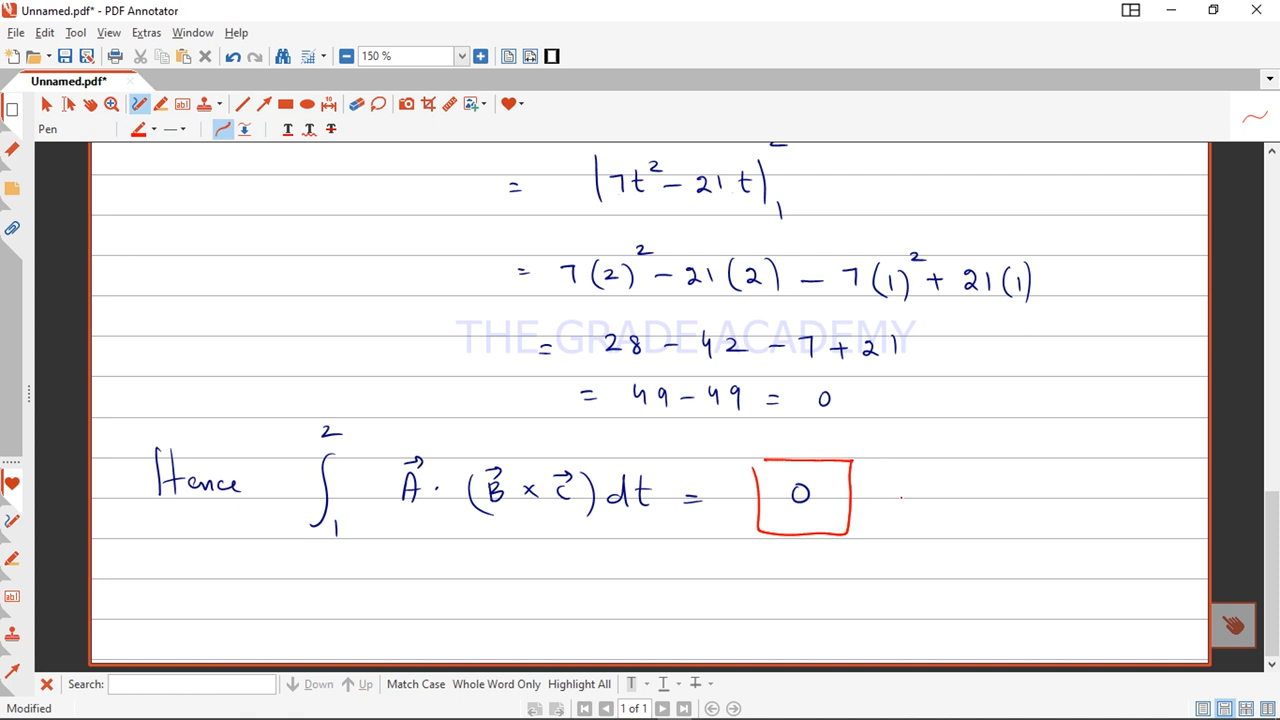 Unnamed.pdf* - PDF Annotator
File Edit Tool View Extras Window Help
150 %
Unnamed.pdf*
Pen
= |7t² - 21t|₁²
= 7(2)² - 21(2) - 7(1)² + 21(1)
THE GRADE ACADEMY
= 28 - 42 - 7 + 21
= 49 - 49 = 0
Hence ∫₁² A⃗ · (B⃗ × C⃗) dt = 0
Search: Down Up Match Case Whole Word Only Highlight All
Modified 1 of 1